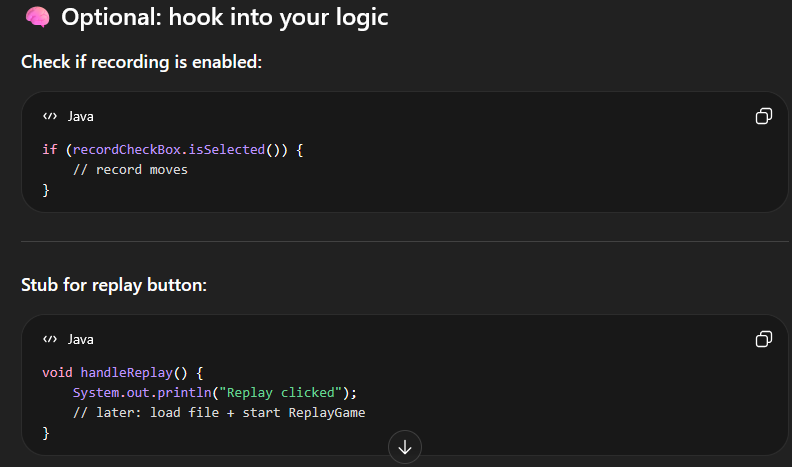 🧠 Optional: hook into your logic
Check if recording is enabled:
</> Java
if (recordCheckBox.isSelected()) {
    // record moves
}
Stub for replay button:
</> Java
void handleReplay() {
    System.out.println("Replay clicked");
    // later: load file + start ReplayGame
}